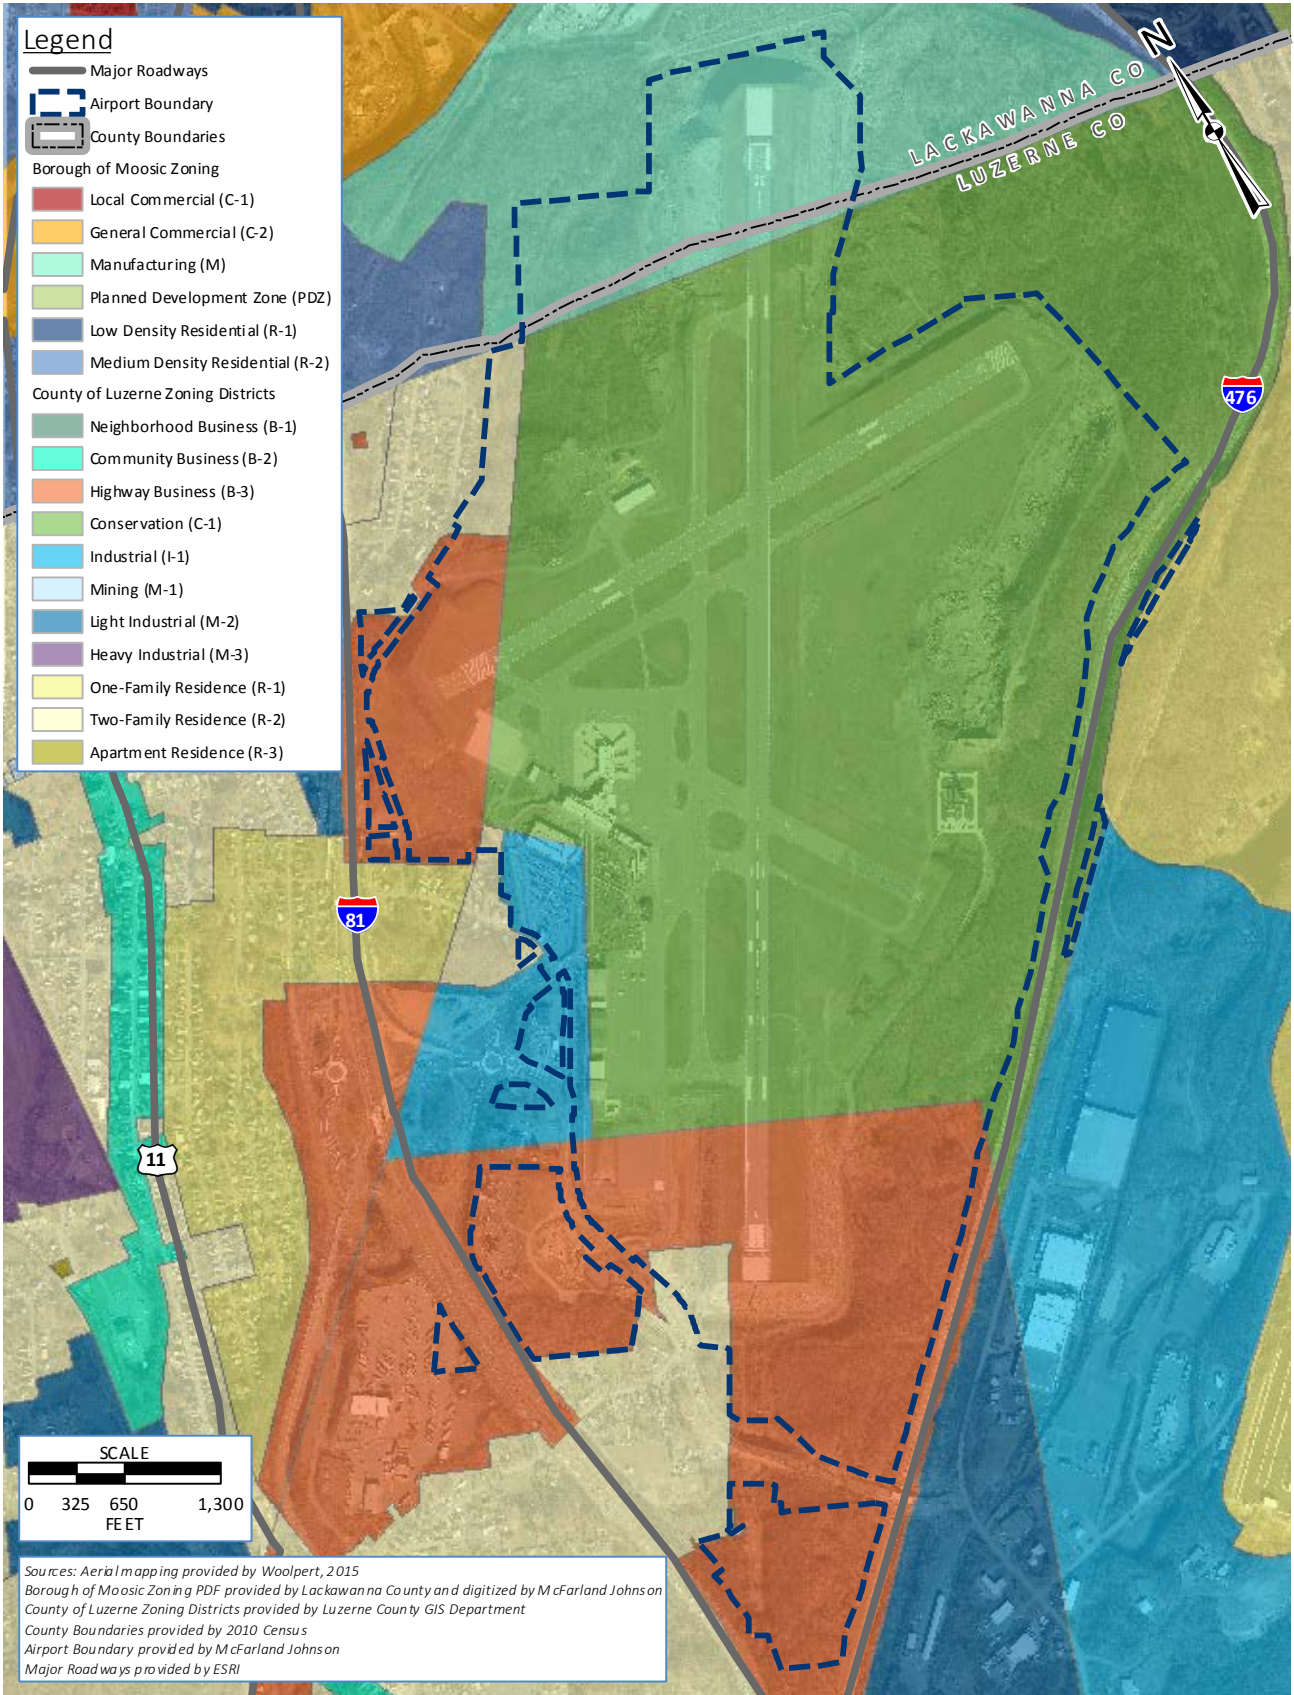 Legend
Major Roadways
Airport Boundary
County Boundaries
Borough of Moosic Zoning
Local Commercial (C-1)
General Commercial (C-2)
Manufacturing (M)
Planned Development Zone (PDZ)
Low Density Residential (R-1)
Medium Density Residential (R-2)
County of Luzerne Zoning Districts
Neighborhood Business (B-1)
Community Business (B-2)
Highway Business (B-3)
Conservation (C-1)
Industrial (I-1)
Mining (M-1)
Light Industrial (M-2)
Heavy Industrial (M-3)
One-Family Residence (R-1)
Two-Family Residence (R-2)
Apartment Residence (R-3)
N
LACKAWANNA CO
LUZERNE CO
476
81
11
SCALE
0 325 650 1,300
FEET
Sources: Aerial mapping provided by Woolpert, 2015
Borough of Moosic Zoning PDF provided by Lackawanna County and digitized by McFarland Johnson
County of Luzerne Zoning Districts provided by Luzerne County GIS Department
County Boundaries provided by 2010 Census
Airport Boundary provided by McFarland Johnson
Major Roadways provided by ESRI